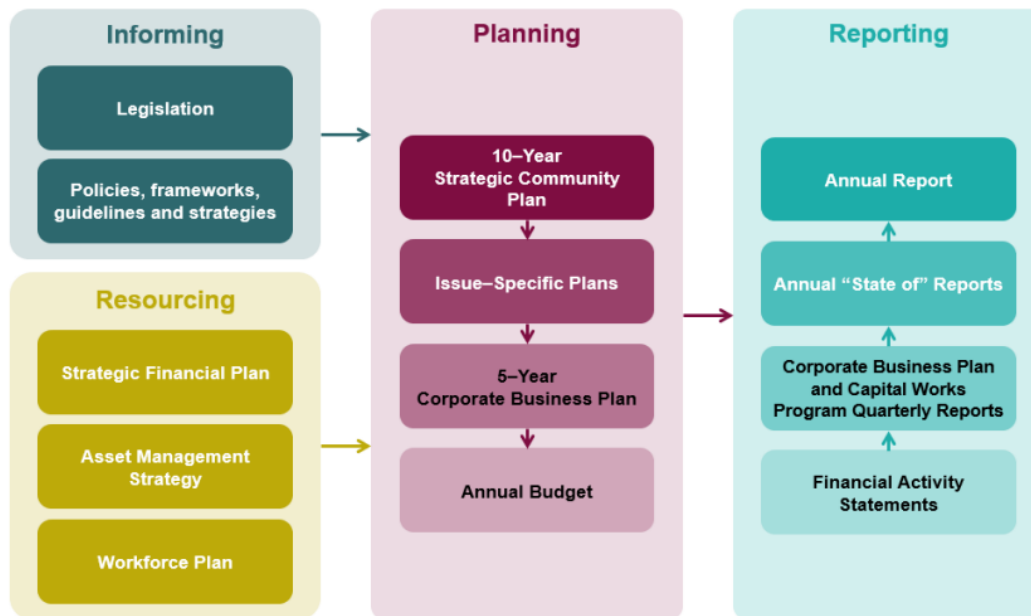 Informing
Legislation
Policies, frameworks,
guidelines and strategies
Resourcing
Strategic Financial Plan
Asset Management
Strategy
Workforce Plan
Planning
10–Year
Strategic Community
Plan
Issue–Specific Plans
5–Year
Corporate Business Plan
Annual Budget
Reporting
Annual Report
Annual “State of” Reports
Corporate Business Plan
and Capital Works
Program Quarterly Reports
Financial Activity
Statements